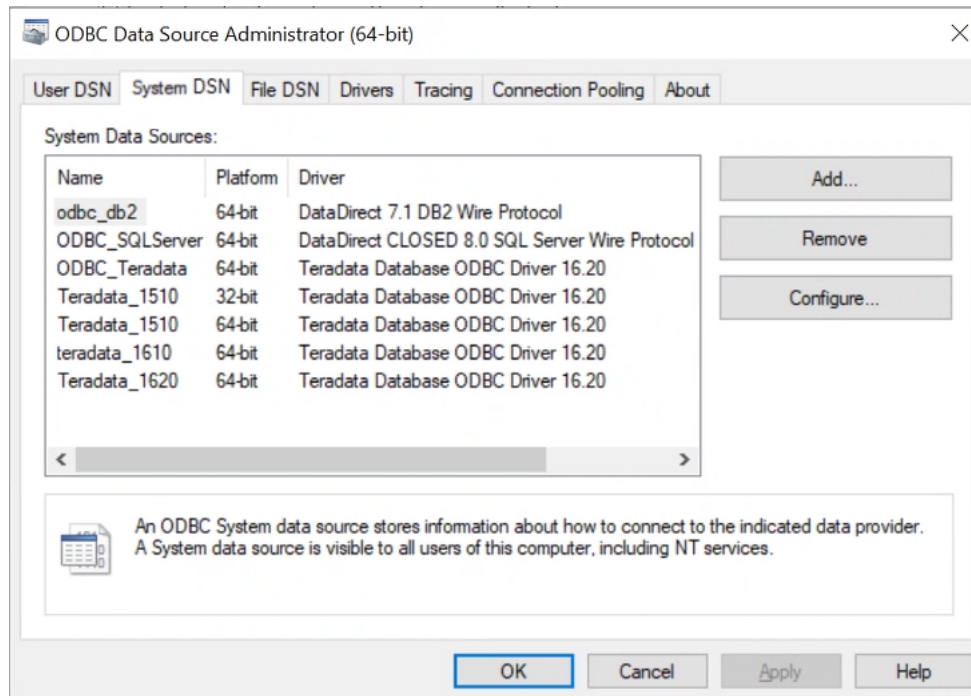 ODBC Data Source Administrator (64-bit)
User DSN System DSN File DSN Drivers Tracing Connection Pooling About
System Data Sources:
Name Platform Driver
odbc_db2 64-bit DataDirect 7.1 DB2 Wire Protocol
ODBC_SQLServer 64-bit DataDirect CLOSED 8.0 SQL Server Wire Protocol
ODBC_Teradata 64-bit Teradata Database ODBC Driver 16.20
Teradata_1510 32-bit Teradata Database ODBC Driver 16.20
Teradata_1510 64-bit Teradata Database ODBC Driver 16.20
teradata_1610 64-bit Teradata Database ODBC Driver 16.20
Teradata_1620 64-bit Teradata Database ODBC Driver 16.20
Add...
Remove
Configure...
An ODBC System data source stores information about how to connect to the indicated data provider.
A System data source is visible to all users of this computer, including NT services.
OK Cancel Apply Help